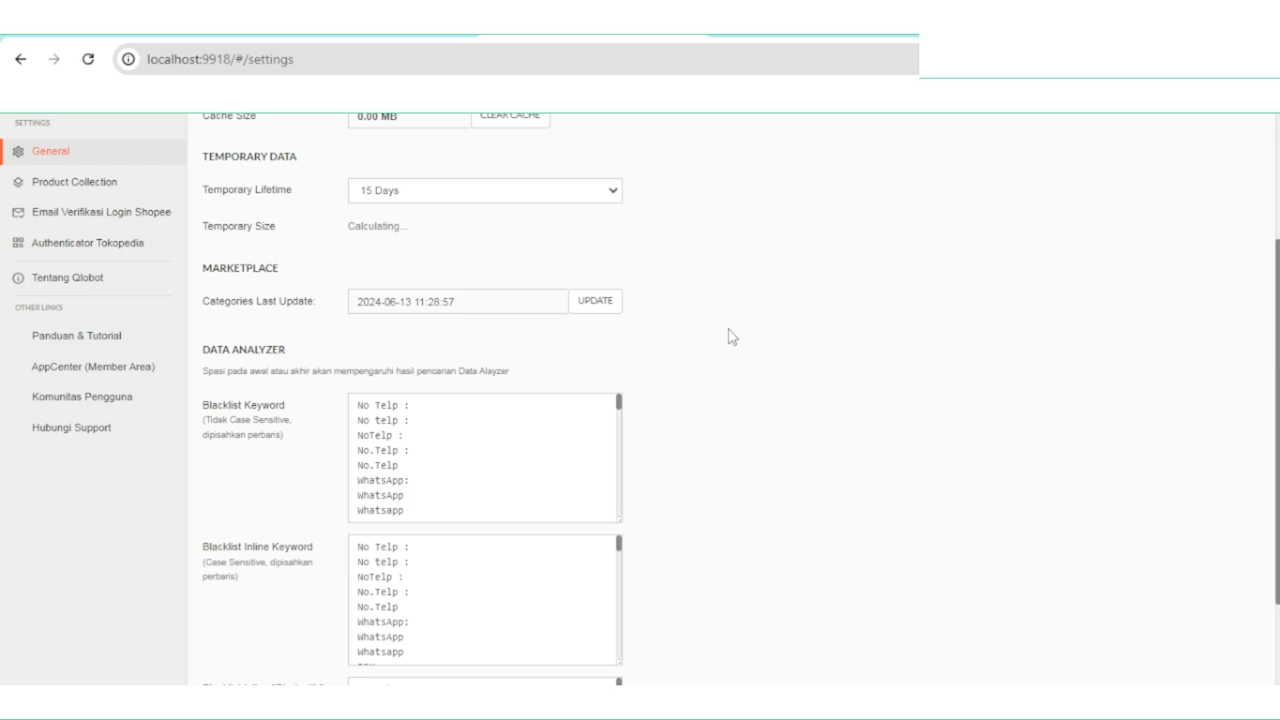 localhost:9918/#/settings
SETTINGS
General
Product Collection
Email Verifikasi Login Shopee
Authenticator Tokopedia
Tentang Qlobot
OTHER LINKS
Panduan & Tutorial
AppCenter (Member Area)
Komunitas Pengguna
Hubungi Support
Cache Size
0.00 MB
CLEAR CACHE
TEMPORARY DATA
Temporary Lifetime
15 Days
Temporary Size
Calculating...
MARKETPLACE
Categories Last Update:
2024-06-13 11:28:57
UPDATE
DATA ANALYZER
Spasi pada awal atau akhir akan mempengaruhi hasil pencarian Data Alayzer
Blacklist Keyword
(Tidak Case Sensitive,
dipisahkan perbaris)
No Telp :
No telp :
NoTelp :
No.Telp :
No.Telp
WhatsApp:
WhatsApp
Whatsapp
Blacklist Inline Keyword
(Case Sensitive, dipisahkan
perbaris)
No Telp :
No telp :
NoTelp :
No.Telp :
No.Telp
WhatsApp:
WhatsApp
Whatsapp